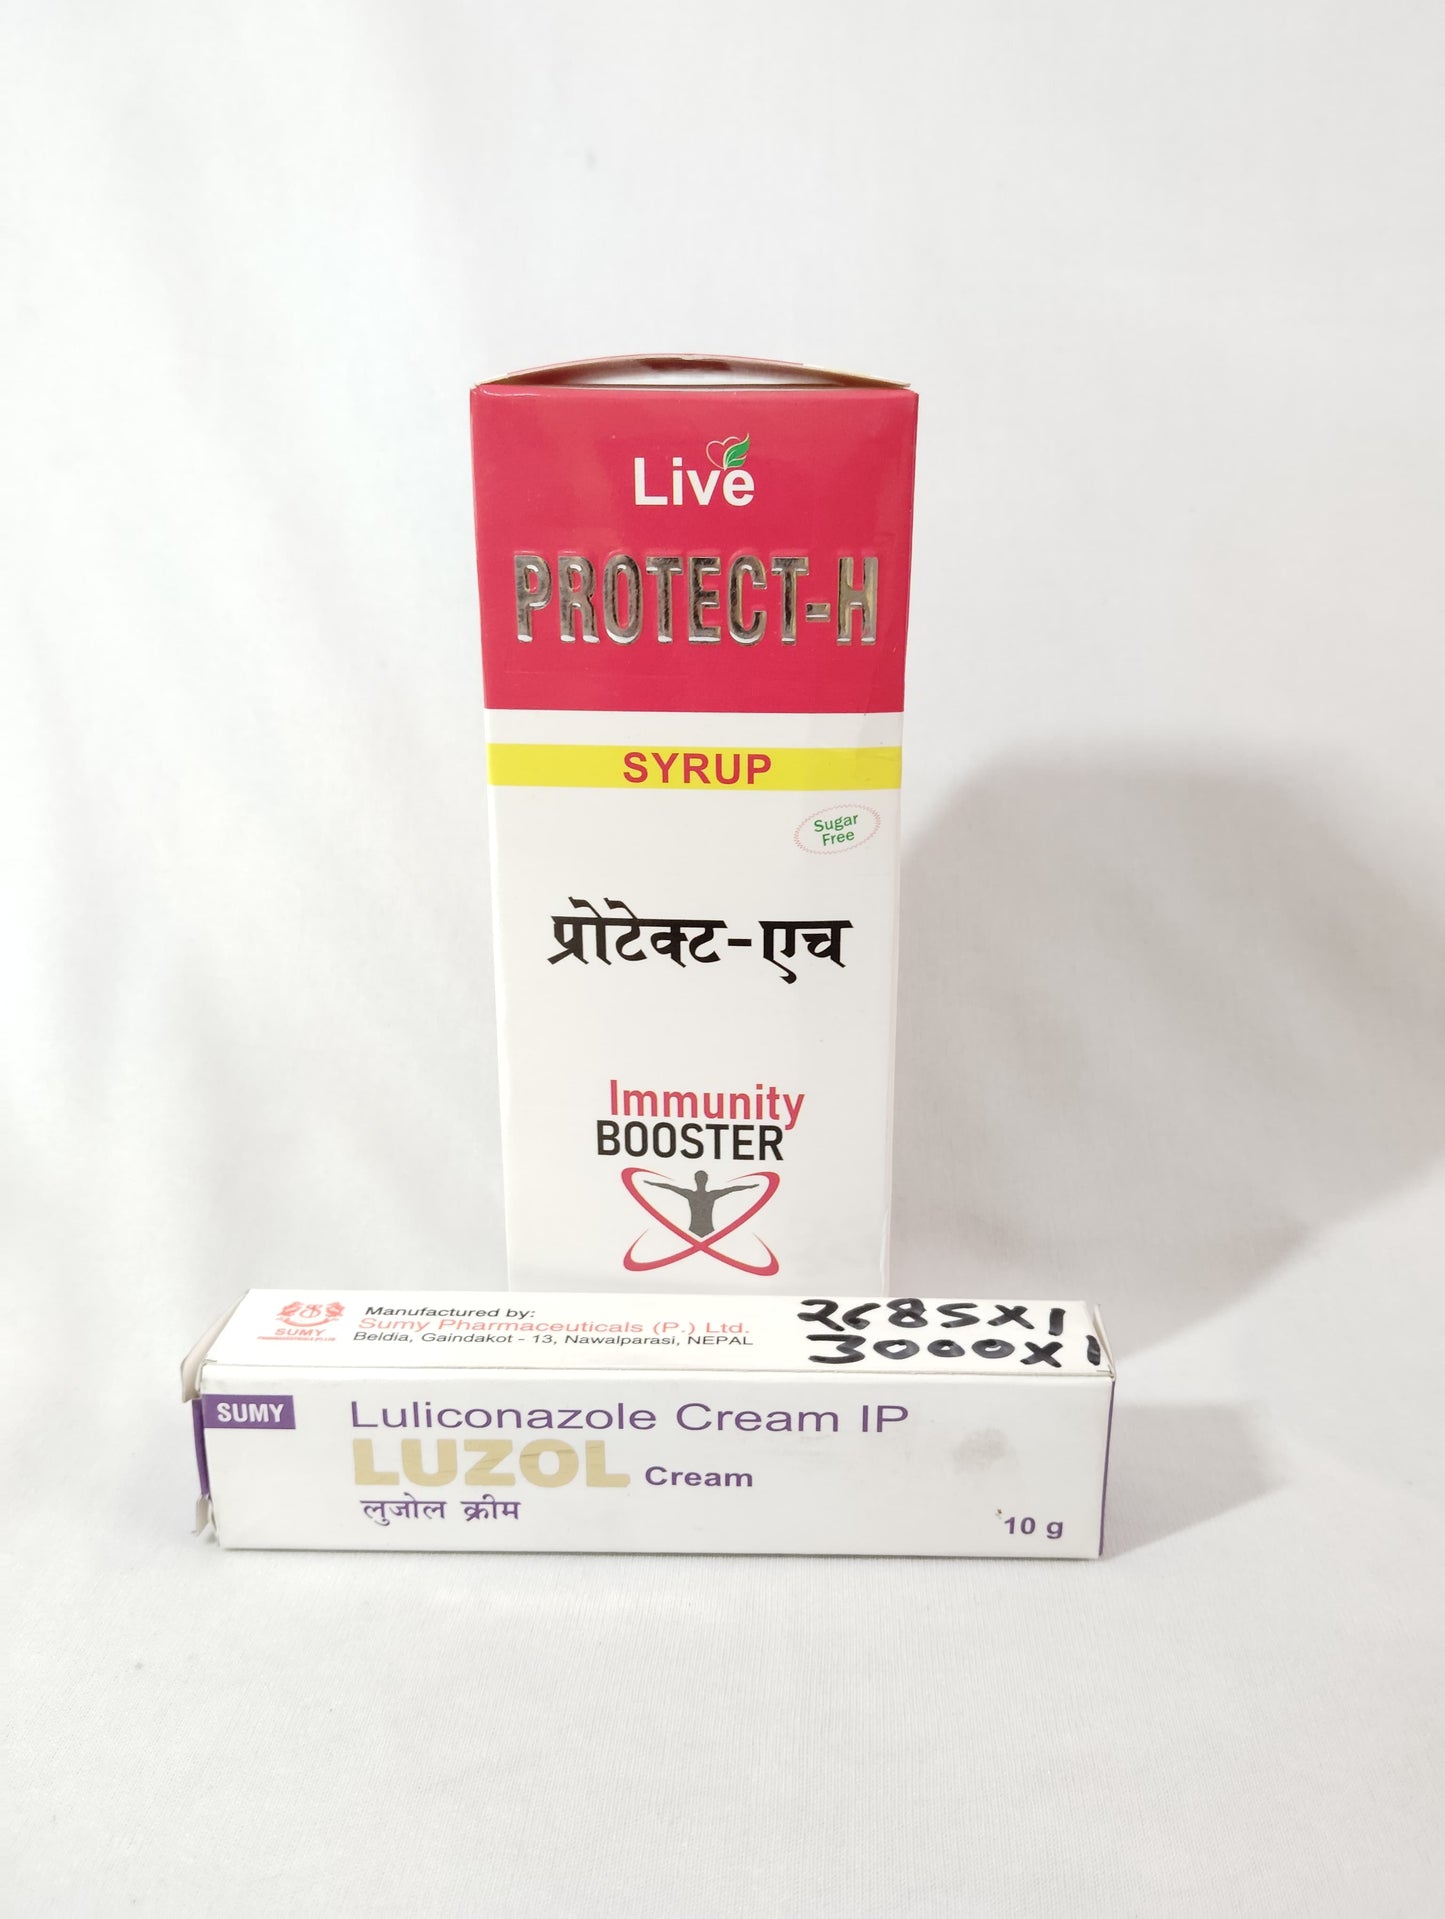 Live
PROTECT-H
SYRUP
Sugar
Free
प्रोटेक्ट-एच
Immunity
BOOSTER
SUMY
Manufactured by:
Sumy Pharmaceuticals (P.) Ltd.
Beldia, Gaindakot - 13, Nawalparasi, NEPAL
2685X1
3000X1
SUMY
Luliconazole Cream IP
LUZOL Cream
लुजोल क्रीम
10 g